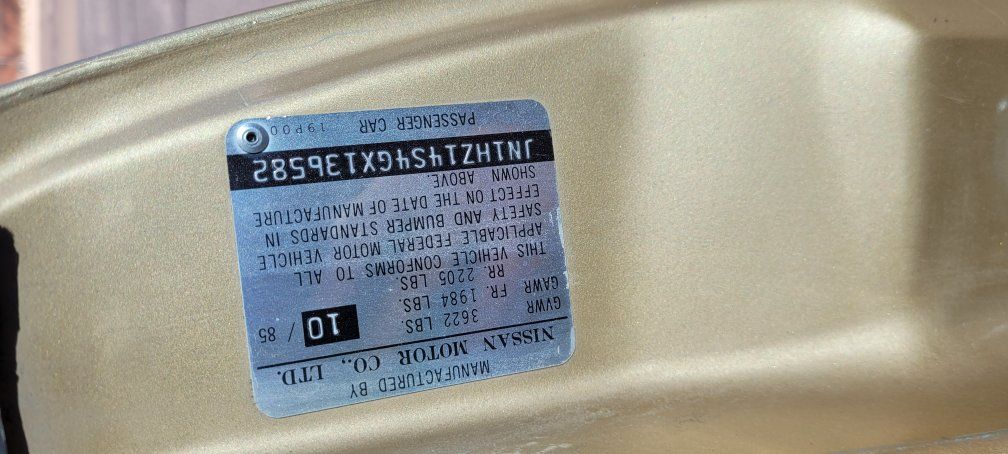 MANUFACTURED BY
NISSAN MOTOR CO., LTD.
GVWR 3622 LBS. 10 / 85
GAWR FR. 1984 LBS.
RR. 2205 LBS.
THIS VEHICLE CONFORMS TO ALL
APPLICABLE FEDERAL MOTOR VEHICLE
SAFETY AND BUMPER STANDARDS IN
EFFECT ON THE DATE OF MANUFACTURE
SHOWN ABOVE.
JN1HZ14S4GX136582
PASSENGER CAR 19P00